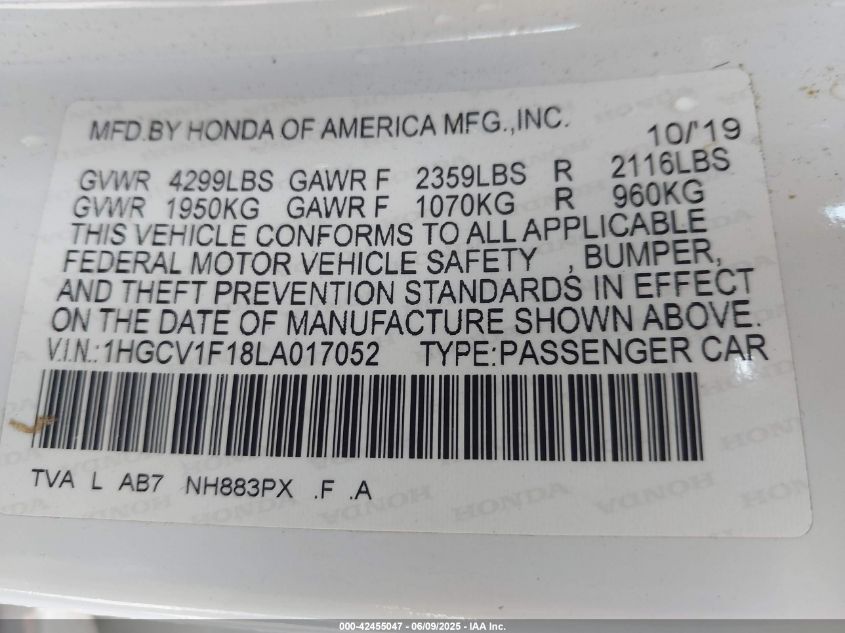 MFD.BY HONDA OF AMERICA MFG.,INC. 10/'19
GVWR 4299LBS GAWR F 2359LBS R 2116LBS
GVWR 1950KG GAWR F 1070KG R 960KG
THIS VEHICLE CONFORMS TO ALL APPLICABLE
FEDERAL MOTOR VEHICLE SAFETY , BUMPER,
AND THEFT PREVENTION STANDARDS IN EFFECT
ON THE DATE OF MANUFACTURE SHOWN ABOVE.
V.I.N.:1HGCV1F18LA017052 TYPE:PASSENGER CAR
TVA L AB7 NH883PX .F .A
HONDA HONDA HONDA
000-42455047 - 06/09/2025 - IAA Inc.